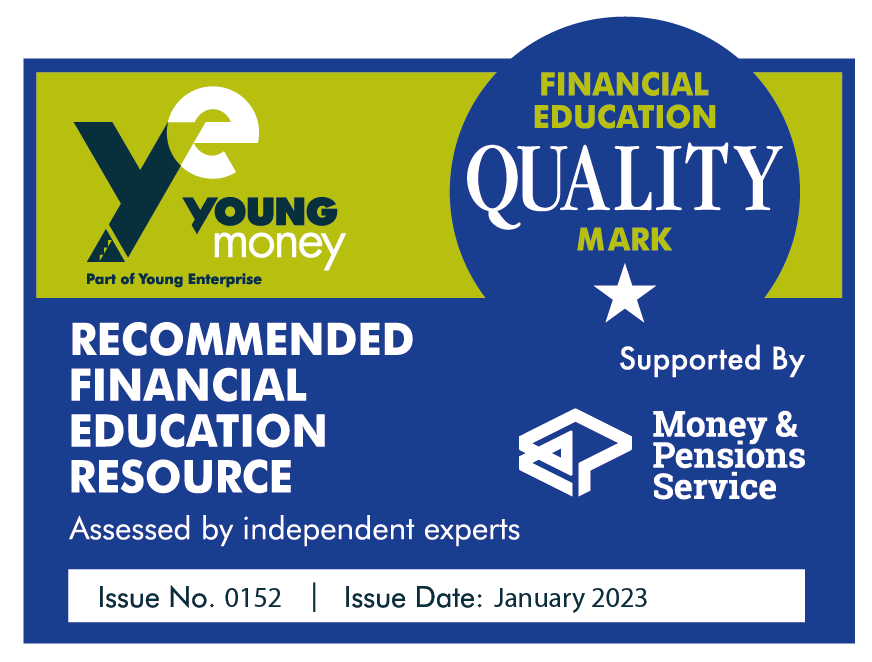 ye
YOUNG
money
Part of Young Enterprise
FINANCIAL
EDUCATION
QUALITY
MARK
RECOMMENDED
FINANCIAL
EDUCATION
RESOURCE
Assessed by independent experts
Supported By
Money &
Pensions
Service
Issue No. 0152 | Issue Date: January 2023